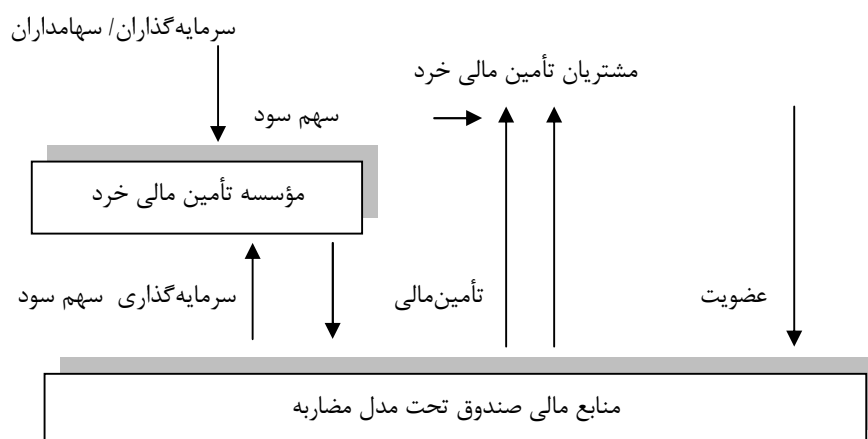 سرمایه‌گذاران/ سهامداران
مشتریان تأمین مالی خرد
سهم سود
مؤسسه تأمین مالی خرد
سرمایه‌گذاری سهم سود
تأمین‌مالی
عضویت
منابع مالی صندوق تحت مدل مضاربه